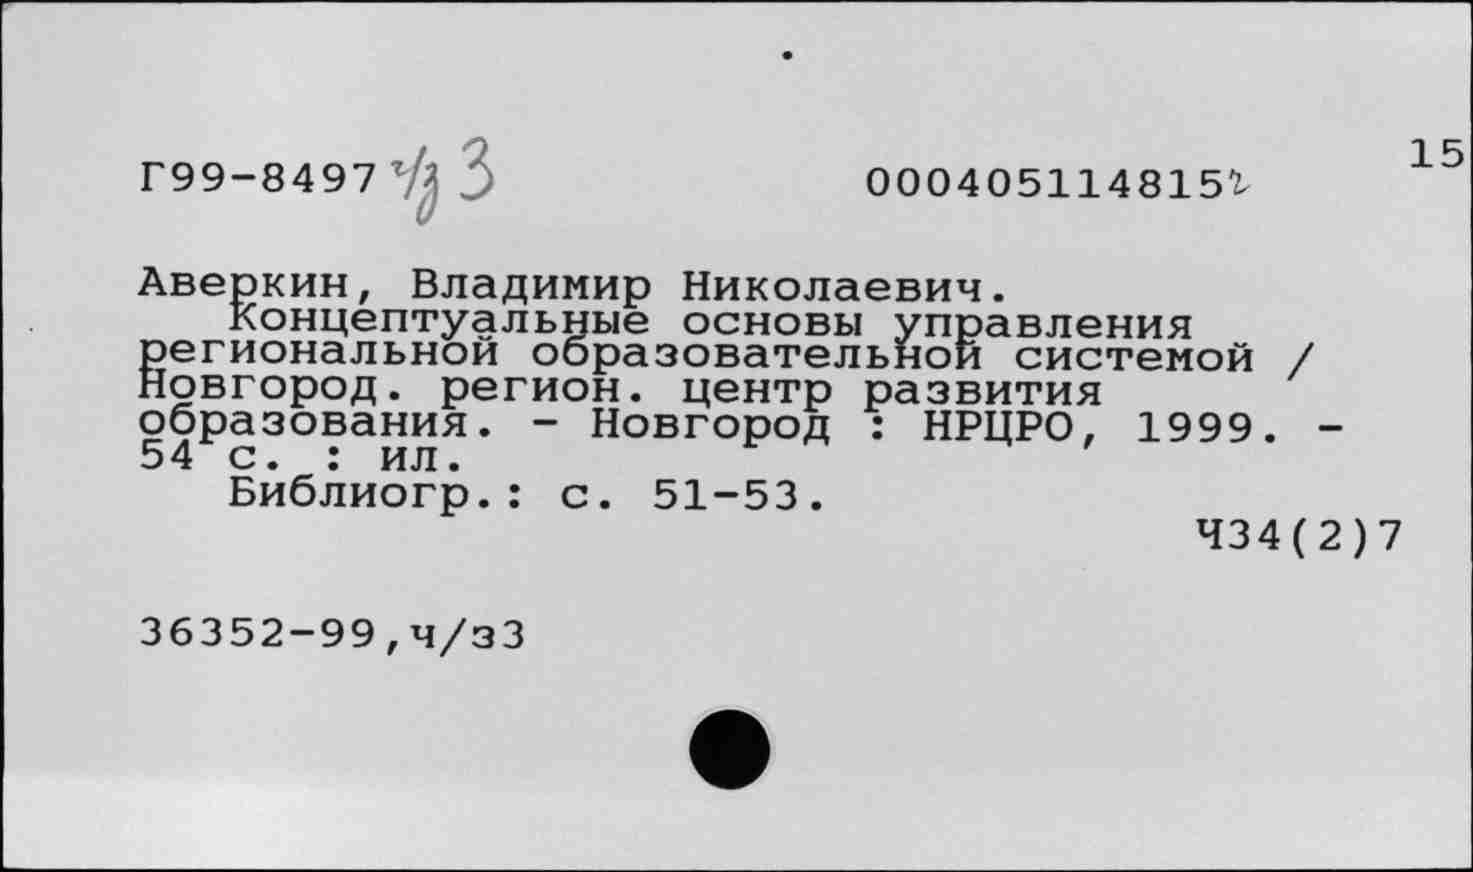 15
Г99-8497 ч/з 3 0004051148152
Аверкин, Владимир Николаевич.
Концептуальные основы управления
региональной образовательной системой /
Новгород. регион. центр развития
образования. - Новгород : НРЦРО, 1999. -
54 с. : ил.
Библиогр.: с. 51-53.
Ч34(2)7
36352-99,ч/з3